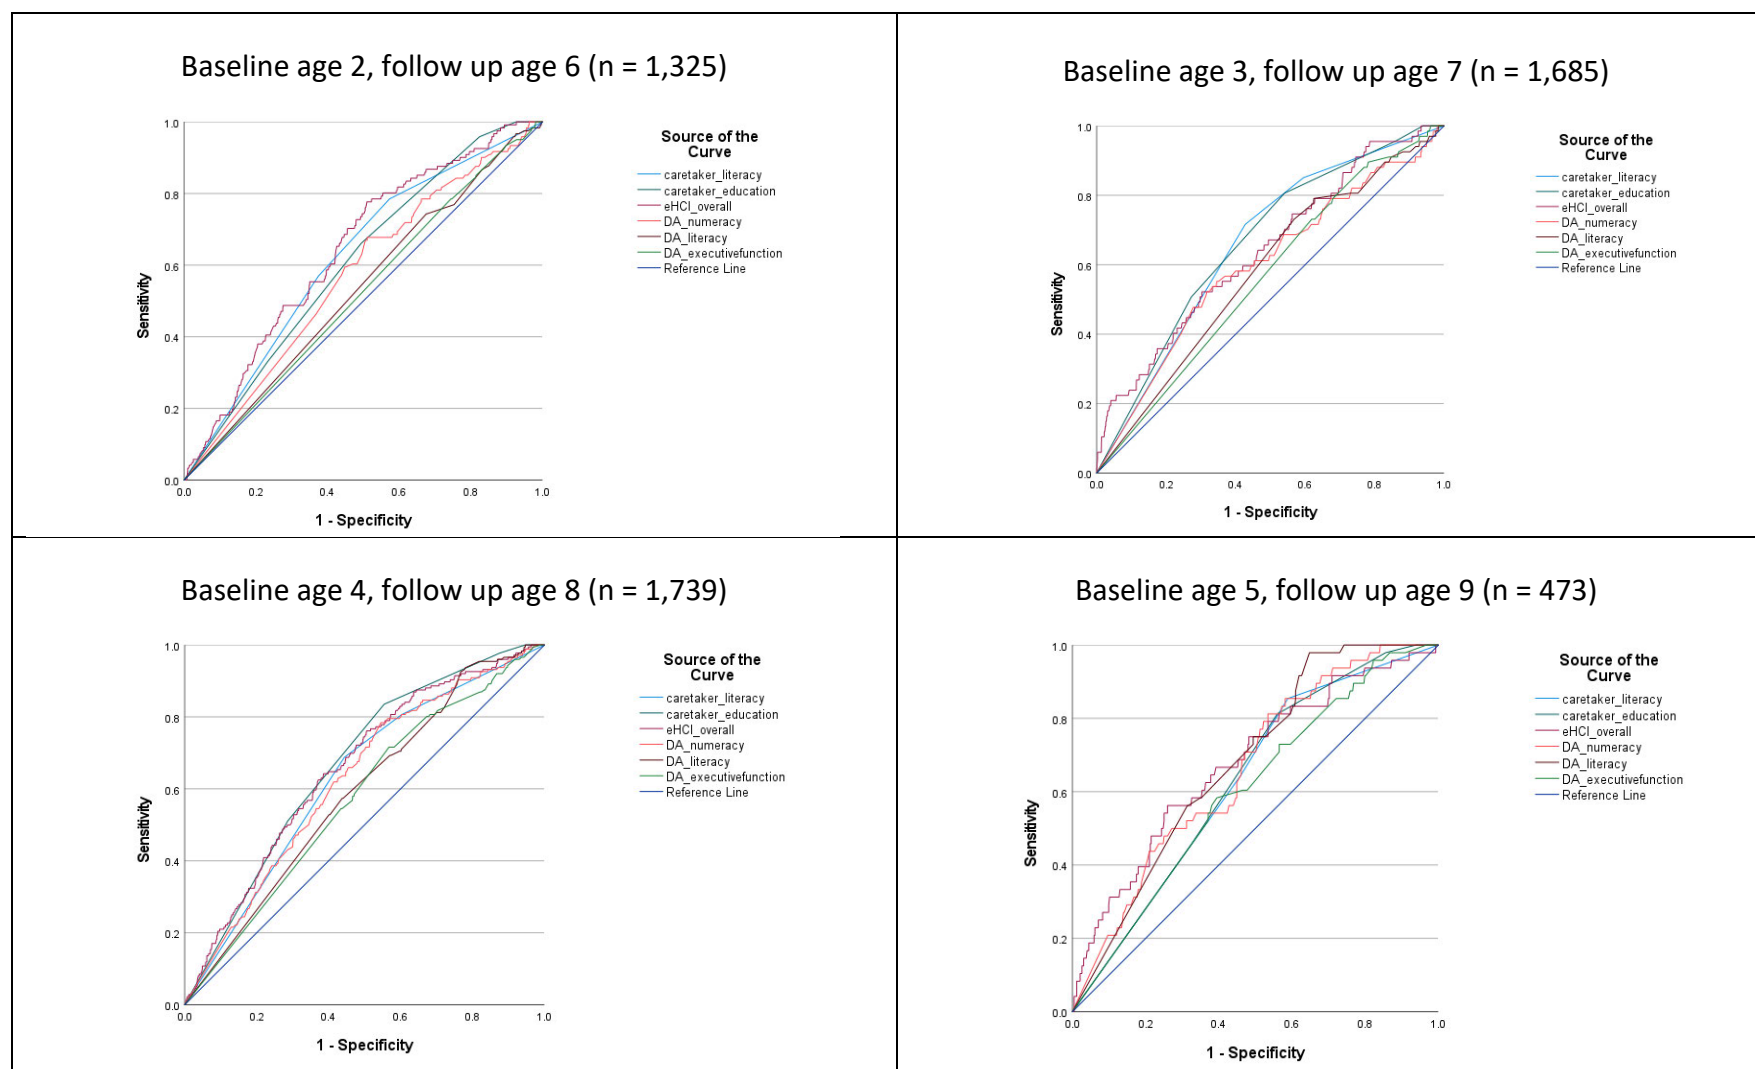 Baseline age 2, follow up age 6 (n = 1,325)
1.0
0.8
0.6
0.4
0.2
0.0
Sensitivity
0.0 0.2 0.4 0.6 0.8 1.0
1 - Specificity
Source of the
Curve
caretaker_literacy
caretaker_education
eHCI_overall
DA_numeracy
DA_literacy
DA_executivefunction
Reference Line
Baseline age 3, follow up age 7 (n = 1,685)
1.0
0.8
0.6
0.4
0.2
0.0
Sensitivity
0.0 0.2 0.4 0.6 0.8 1.0
1 - Specificity
Source of the
Curve
caretaker_literacy
caretaker_education
eHCI_overall
DA_numeracy
DA_literacy
DA_executivefunction
Reference Line
Baseline age 4, follow up age 8 (n = 1,739)
1.0
0.8
0.6
0.4
0.2
0.0
Sensitivity
0.0 0.2 0.4 0.6 0.8 1.0
1 - Specificity
Source of the
Curve
caretaker_literacy
caretaker_education
eHCI_overall
DA_numeracy
DA_literacy
DA_executivefunction
Reference Line
Baseline age 5, follow up age 9 (n = 473)
1.0
0.8
0.6
0.4
0.2
0.0
Sensitivity
0.0 0.2 0.4 0.6 0.8 1.0
1 - Specificity
Source of the
Curve
caretaker_literacy
caretaker_education
eHCI_overall
DA_numeracy
DA_literacy
DA_executivefunction
Reference Line